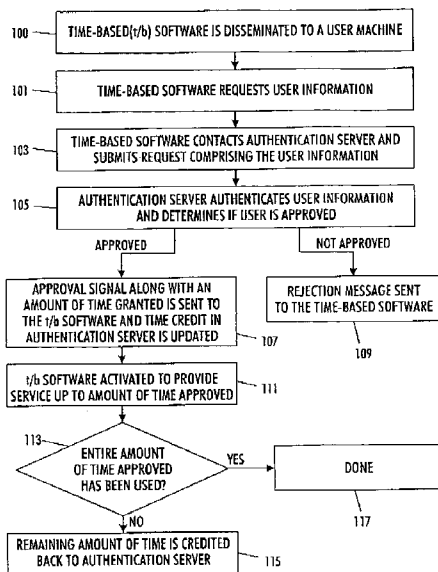 100
TIME-BASED(t/b) SOFTWARE IS DISSEMINATED TO A USER MACHINE
101
TIME-BASED SOFTWARE REQUESTS USER INFORMATION
103
TIME-BASED SOFTWARE CONTACTS AUTHENTICATION SERVER AND
SUBMITS REQUEST COMPRISING THE USER INFORMATION
105
AUTHENTICATION SERVER AUTHENTICATES USER INFORMATION
AND DETERMINES IF USER IS APPROVED
APPROVED
NOT APPROVED
APPROVAL SIGNAL ALONG WITH AN
AMOUNT OF TIME GRANTED IS SENT TO
THE t/b SOFTWARE AND TIME CREDIT IN
AUTHENTICATION SERVER IS UPDATED
107
REJECTION MESSAGE SENT
TO THE TIME-BASED SOFTWARE
109
t/b SOFTWARE ACTIVATED TO PROVIDE
SERVICE UP TO AMOUNT OF TIME APPROVED
111
113
ENTIRE AMOUNT
OF TIME APPROVED
HAS BEEN USED?
YES
DONE
117
NO
REMAINING AMOUNT OF TIME IS CREDITED
BACK TO AUTHENTICATION SERVER
115